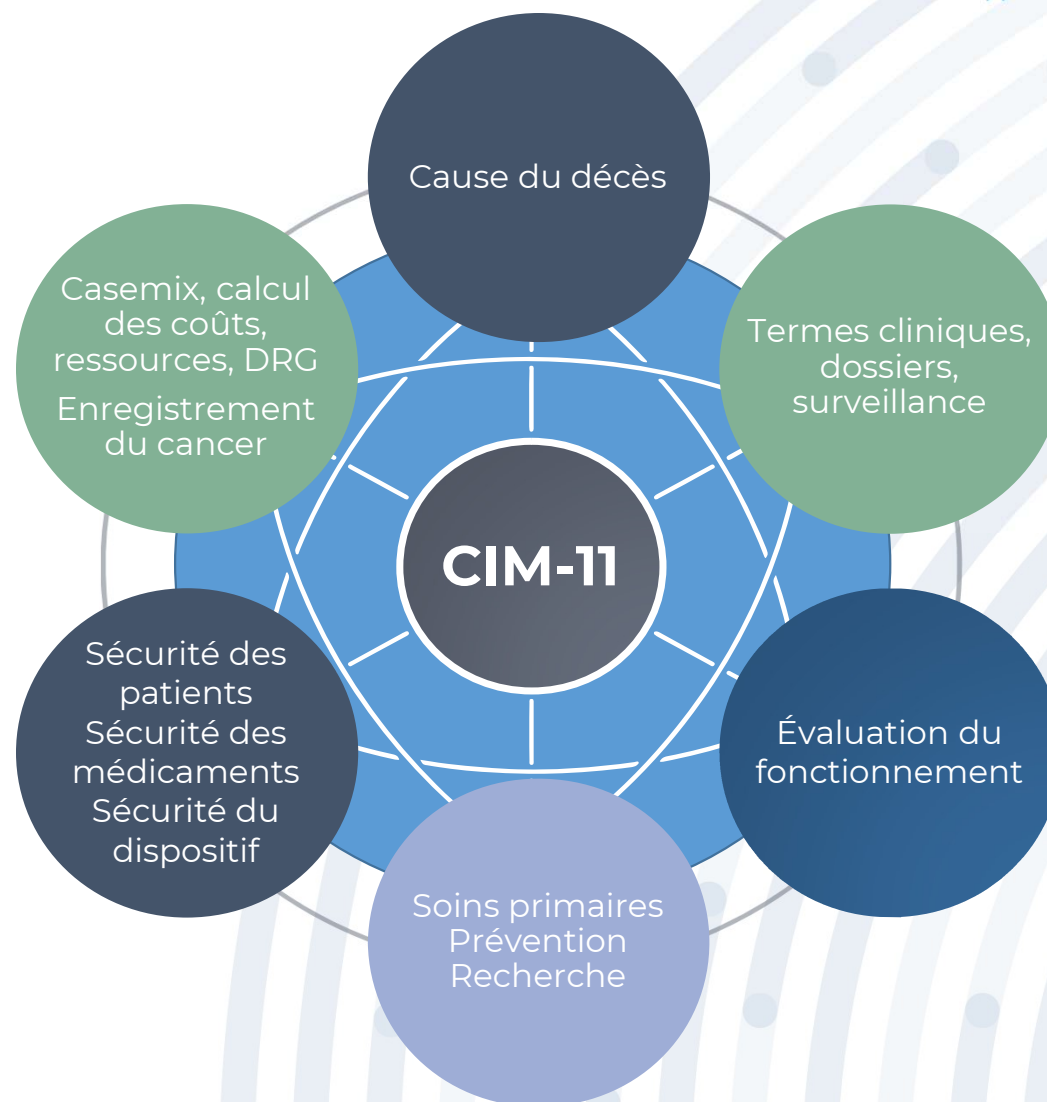 Cause du décès
Casemix, calcul
des coûts,
ressources, DRG
Enregistrement
du cancer
Termes cliniques,
dossiers,
surveillance
CIM-11
Sécurité des
patients
Sécurité des
médicaments
Sécurité du
dispositif
Évaluation du
fonctionnement
Soins primaires
Prévention
Recherche